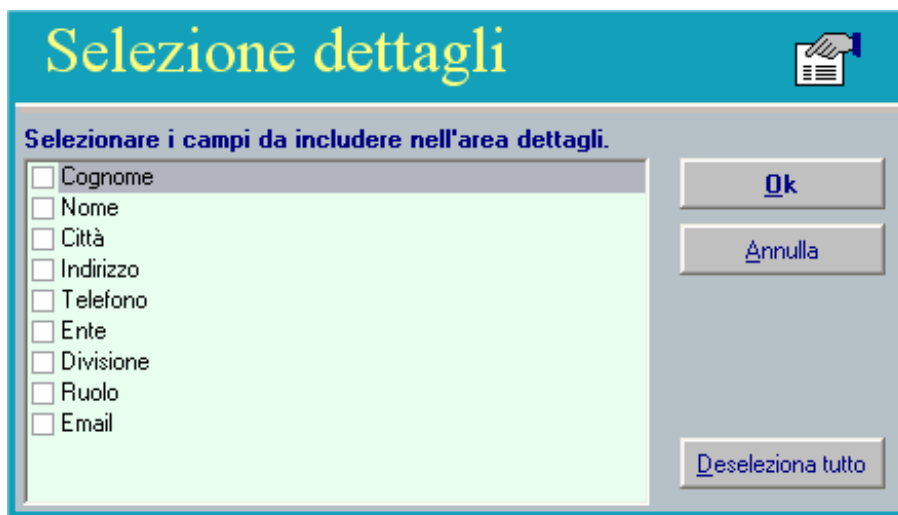 Selezione dettagli
Selezionare i campi da includere nell'area dettagli.
Cognome
Nome
Città
Indirizzo
Telefono
Ente
Divisione
Ruolo
Email
Ok
Annulla
Deseleziona tutto